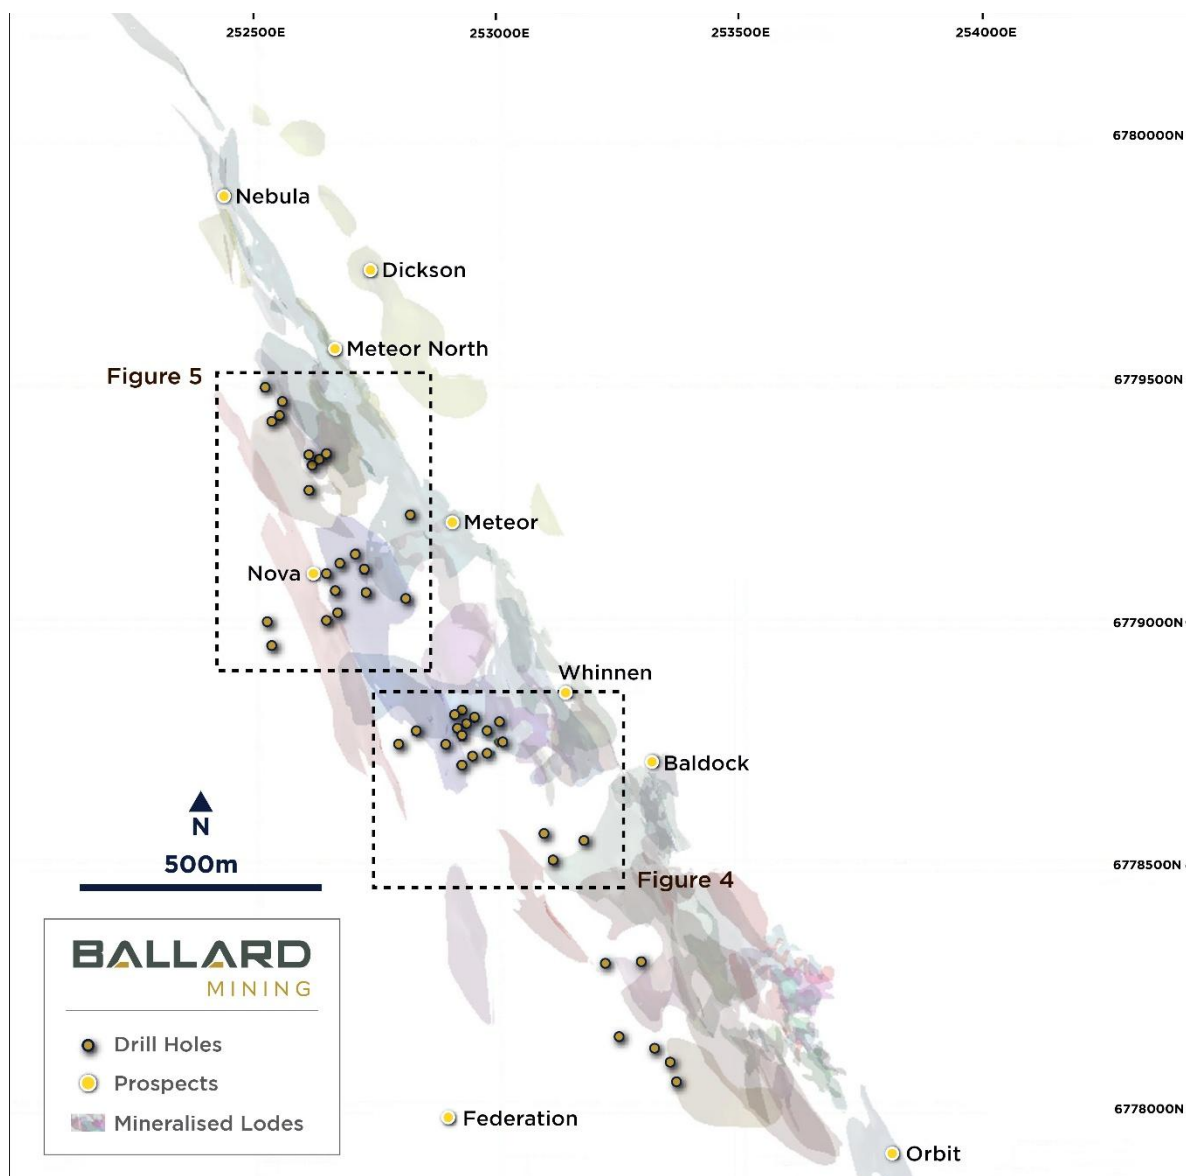 252500E
253000E
253500E
254000E
6780000N
Nebula
Dickson
Meteor North
Figure 5
6779500N
Meteor
Nova
6779000N
Whinnen
Baldock
N
500m
6778500N
Figure 4
BALLARD
MINING
Drill Holes
Prospects
Mineralised Lodes
6778000N
Federation
Orbit